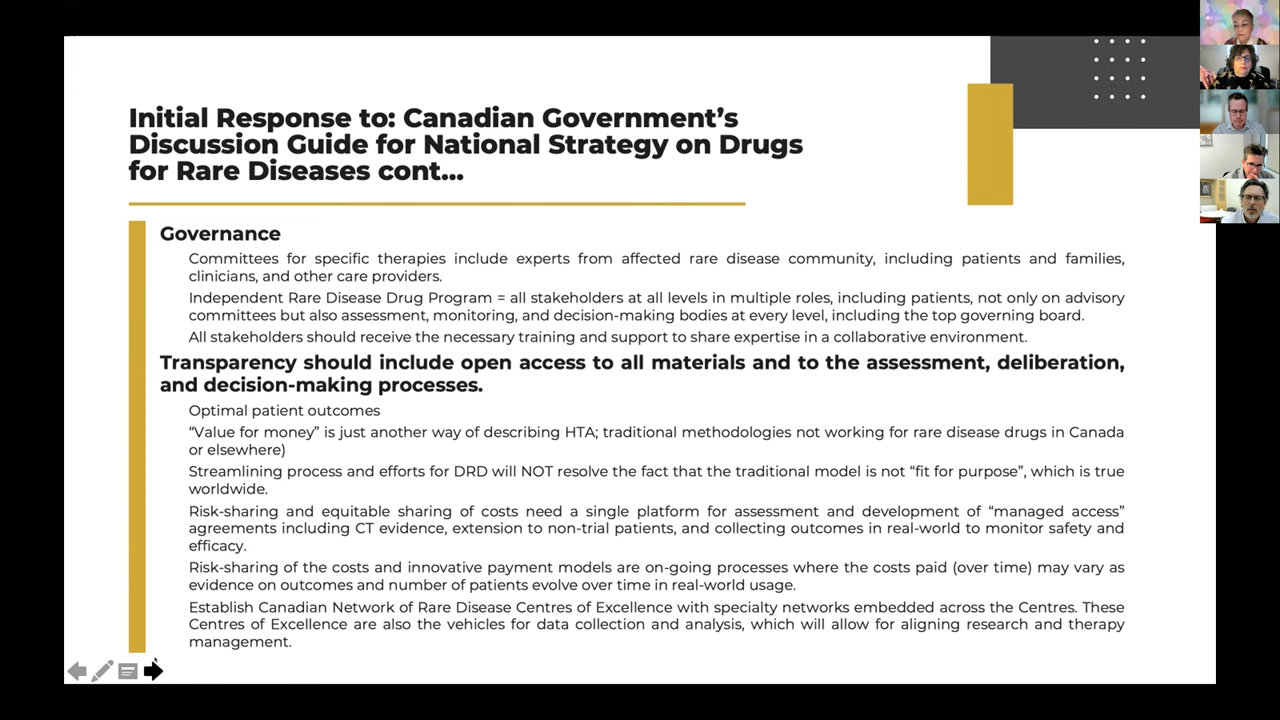 Initial Response to: Canadian Government’s
Discussion Guide for National Strategy on Drugs
for Rare Diseases cont...
Governance
Committees for specific therapies include experts from affected rare disease community, including patients and families,
clinicians, and other care providers.
Independent Rare Disease Drug Program = all stakeholders at all levels in multiple roles, including patients, not only on advisory
committees but also assessment, monitoring, and decision-making bodies at every level, including the top governing board.
All stakeholders should receive the necessary training and support to share expertise in a collaborative environment.
Transparency should include open access to all materials and to the assessment, deliberation,
and decision-making processes.
Optimal patient outcomes
“Value for money” is just another way of describing HTA; traditional methodologies not working for rare disease drugs in Canada
or elsewhere)
Streamlining process and efforts for DRD will NOT resolve the fact that the traditional model is not “fit for purpose”, which is true
worldwide.
Risk-sharing and equitable sharing of costs need a single platform for assessment and development of “managed access”
agreements including CT evidence, extension to non-trial patients, and collecting outcomes in real-world to monitor safety and
efficacy.
Risk-sharing of the costs and innovative payment models are on-going processes where the costs paid (over time) may vary as
evidence on outcomes and number of patients evolve over time in real-world usage.
Establish Canadian Network of Rare Disease Centres of Excellence with specialty networks embedded across the Centres. These
Centres of Excellence are also the vehicles for data collection and analysis, which will allow for aligning research and therapy
management.